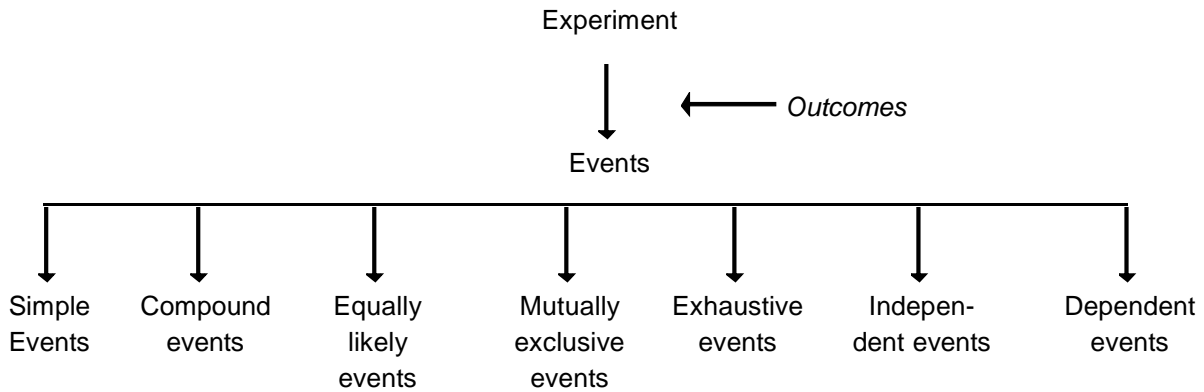 Experiment
Outcomes
Events
Simple Events
Compound events
Equally likely events
Mutually exclusive events
Exhaustive events
Indepen-
dent events
Dependent events